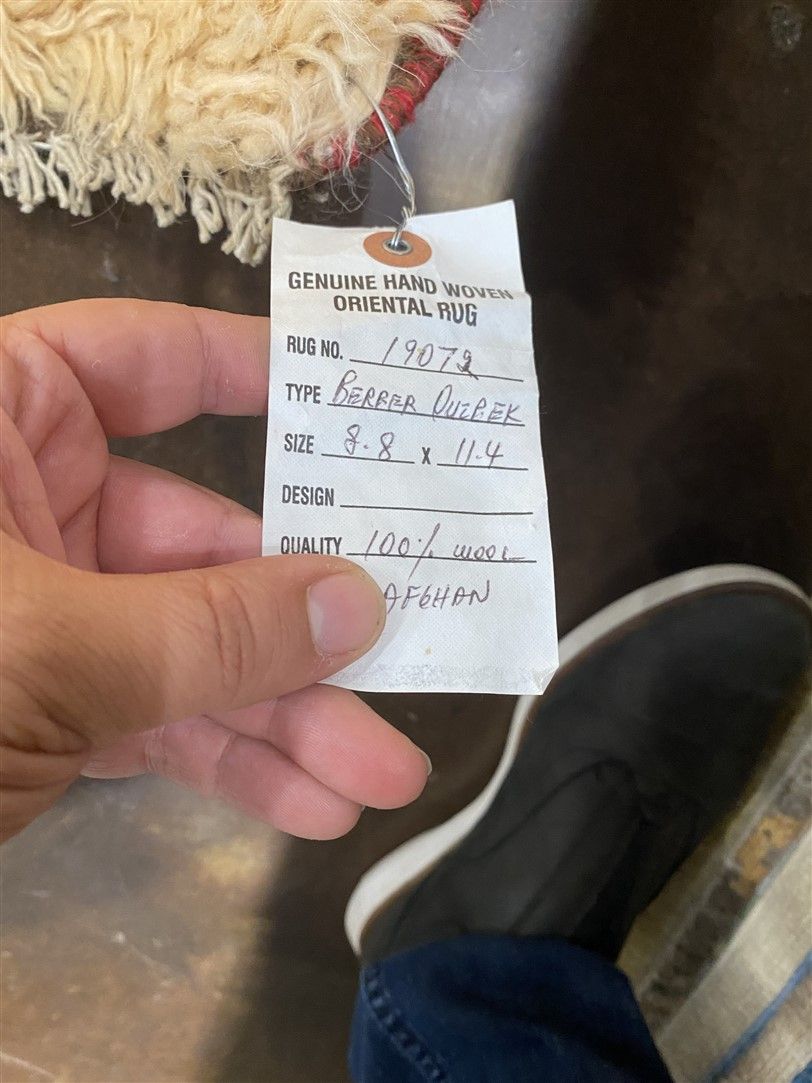 GENUINE HAND WOVEN
ORIENTAL RUG
RUG NO. 19072
TYPE BERBER OUZBEK
SIZE 8.8 x 11.4
DESIGN
QUALITY 100% WOOL
AFGHAN